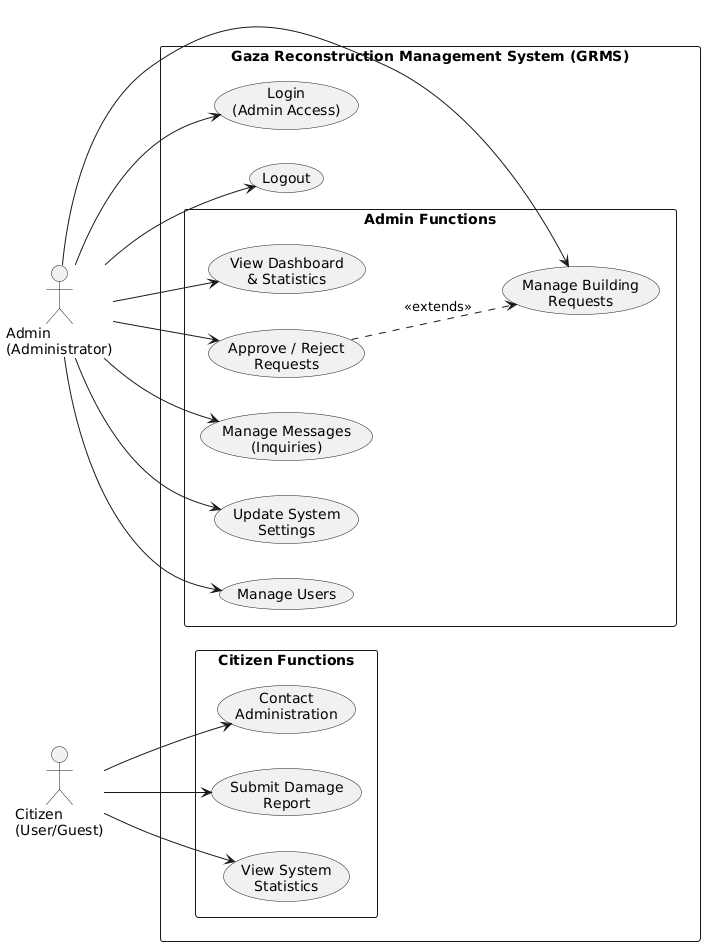 Gaza Reconstruction Management System (GRMS)
Login
(Admin Access)
Logout
Admin Functions
View Dashboard
& Statistics
Manage Building
Requests
«extends»
Approve / Reject
Requests
Admin
(Administrator)
Manage Messages
(Inquiries)
Update System
Settings
Manage Users
Citizen Functions
Contact
Administration
Submit Damage
Report
Citizen
(User/Guest)
View System
Statistics